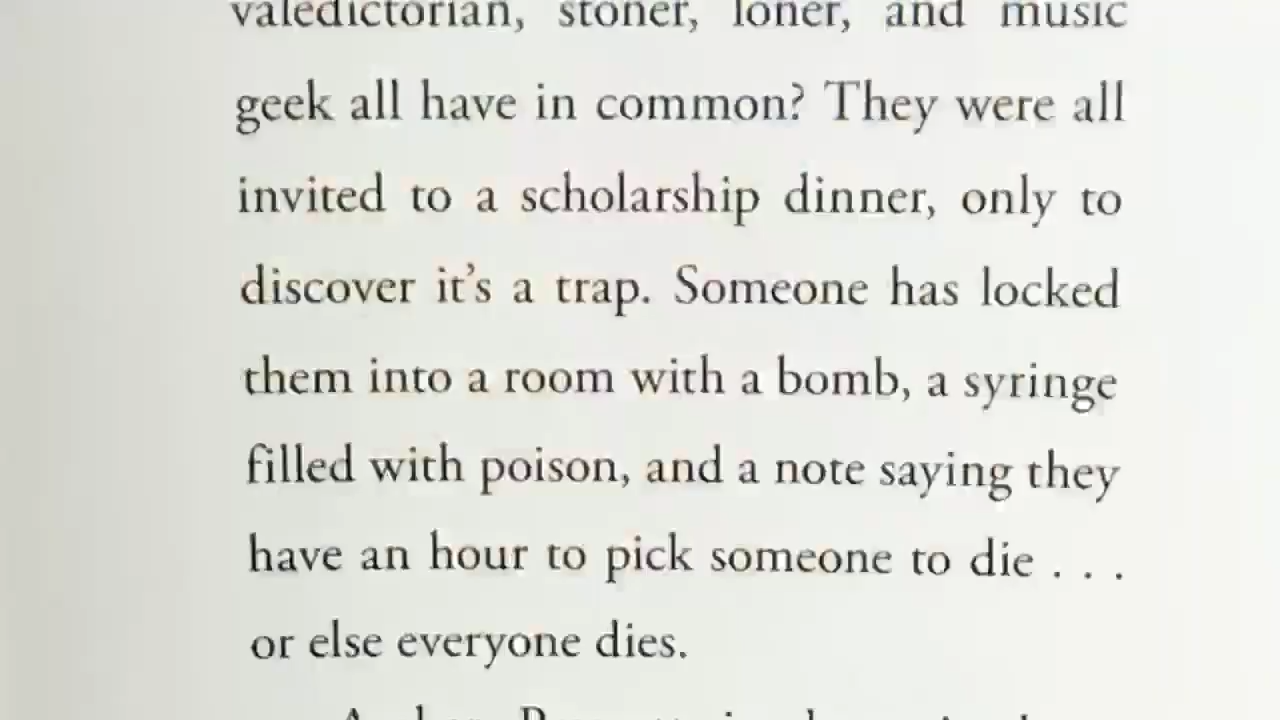 valedictorian, stoner, loner, and music
geek all have in common? They were all
invited to a scholarship dinner, only to
discover it's a trap. Someone has locked
them into a room with a bomb, a syringe
filled with poison, and a note saying they
have an hour to pick someone to die . . .
or else everyone dies.